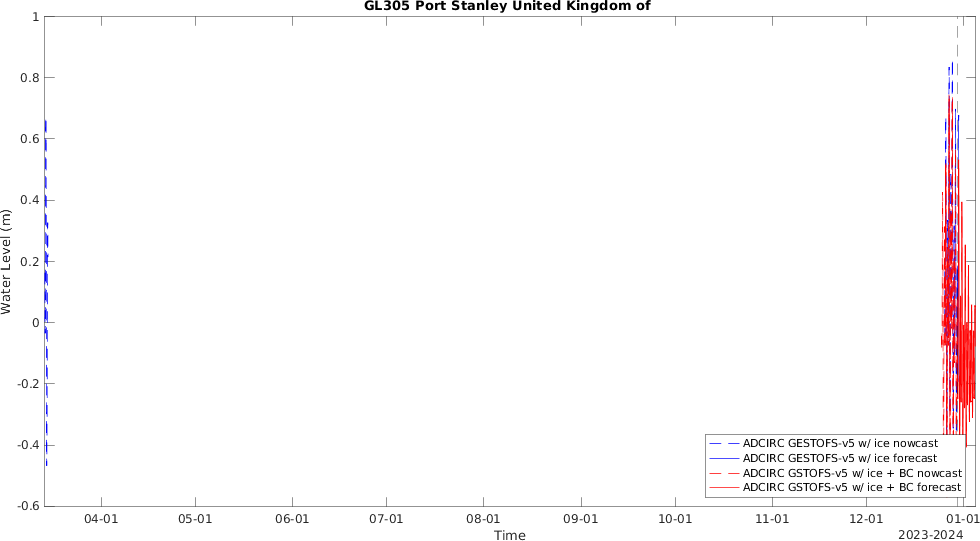 GL305 Port Stanley United Kingdom of
1
0.8
0.6
0.4
0.2
0
-0.2
-0.4
-0.6
Water Level (m)
ADCIRC GESTOFS-v5 w/ ice nowcast
ADCIRC GESTOFS-v5 w/ ice forecast
ADCIRC GSTOFS-v5 w/ ice + BC nowcast
ADCIRC GSTOFS-v5 w/ ice + BC forecast
04-01 05-01 06-01 07-01 08-01 09-01 10-01 11-01 12-01 01-01
Time
2023-2024